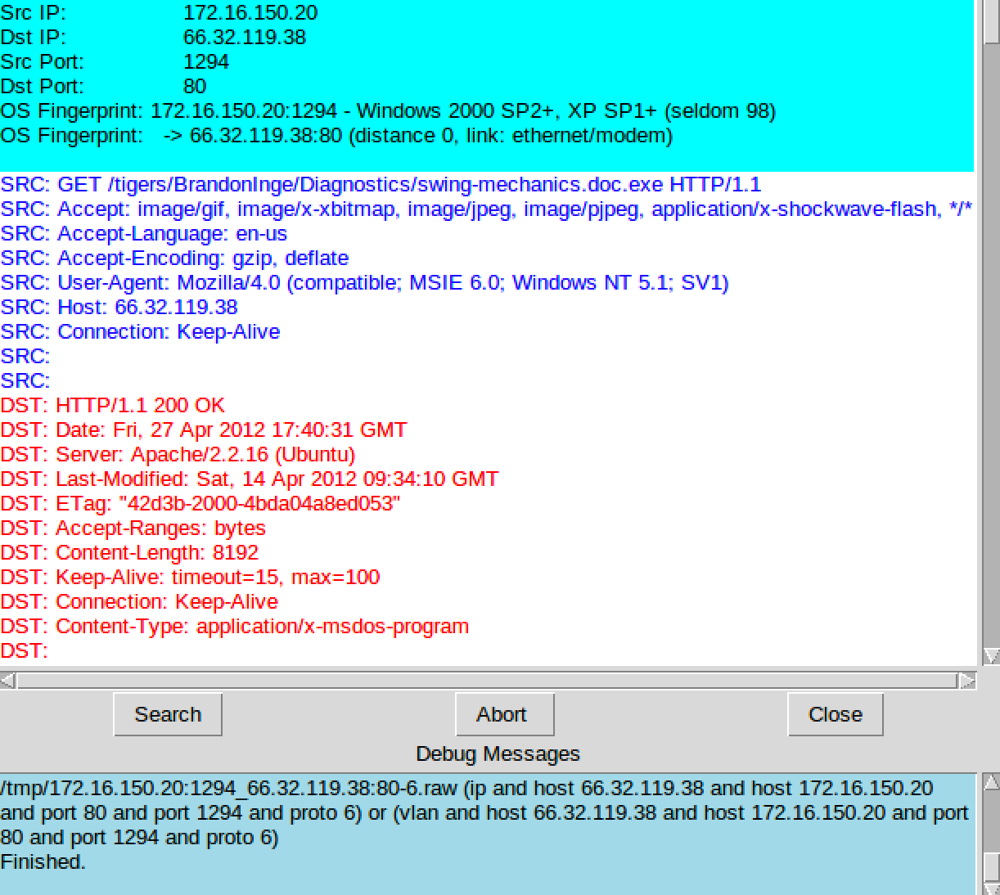 Src IP: 172.16.150.20
Dst IP: 66.32.119.38
Src Port: 1294
Dst Port: 80
OS Fingerprint: 172.16.150.20:1294 - Windows 2000 SP2+, XP SP1+ (seldom 98)
OS Fingerprint: -> 66.32.119.38:80 (distance 0, link: ethernet/modem)
SRC: GET /tigers/BrandonInge/Diagnostics/swing-mechanics.doc.exe HTTP/1.1
SRC: Accept: image/gif, image/x-xbitmap, image/jpeg, image/pjpeg, application/x-shockwave-flash, */*
SRC: Accept-Language: en-us
SRC: Accept-Encoding: gzip, deflate
SRC: User-Agent: Mozilla/4.0 (compatible; MSIE 6.0; Windows NT 5.1; SV1)
SRC: Host: 66.32.119.38
SRC: Connection: Keep-Alive
SRC:
SRC:
DST: HTTP/1.1 200 OK
DST: Date: Fri, 27 Apr 2012 17:40:31 GMT
DST: Server: Apache/2.2.16 (Ubuntu)
DST: Last-Modified: Sat, 14 Apr 2012 09:34:10 GMT
DST: ETag: "42d3b-2000-4bda04a8ed053"
DST: Accept-Ranges: bytes
DST: Content-Length: 8192
DST: Keep-Alive: timeout=15, max=100
DST: Connection: Keep-Alive
DST: Content-Type: application/x-msdos-program
DST:
Search Abort Close
Debug Messages
/tmp/172.16.150.20:1294_66.32.119.38:80-6.raw (ip and host 66.32.119.38 and host 172.16.150.20
and port 80 and port 1294 and proto 6) or (vlan and host 66.32.119.38 and host 172.16.150.20 and port
80 and port 1294 and proto 6)
Finished.